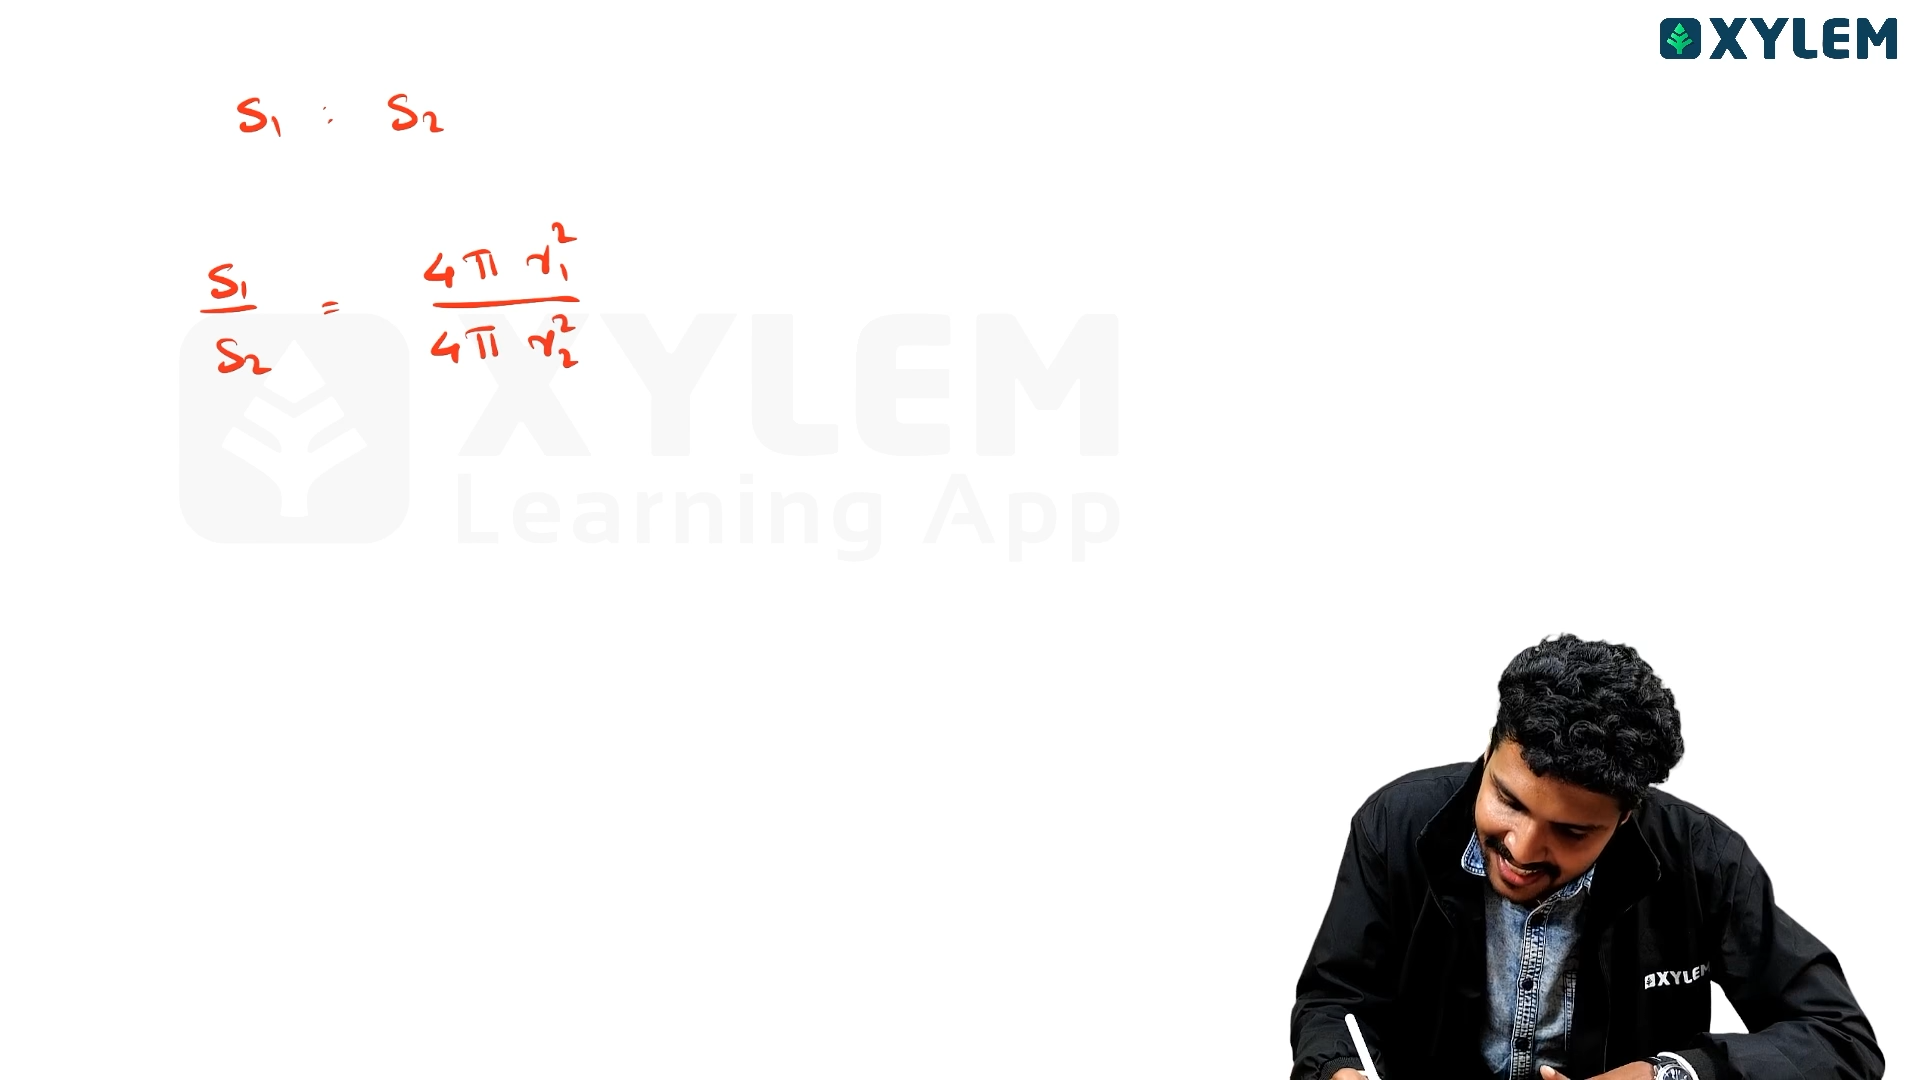 XYLEM
S₁ : S₂
S₁/S₂ = 4π r₁²/4π r₂²
XYLEM
Learning App
XYLEM